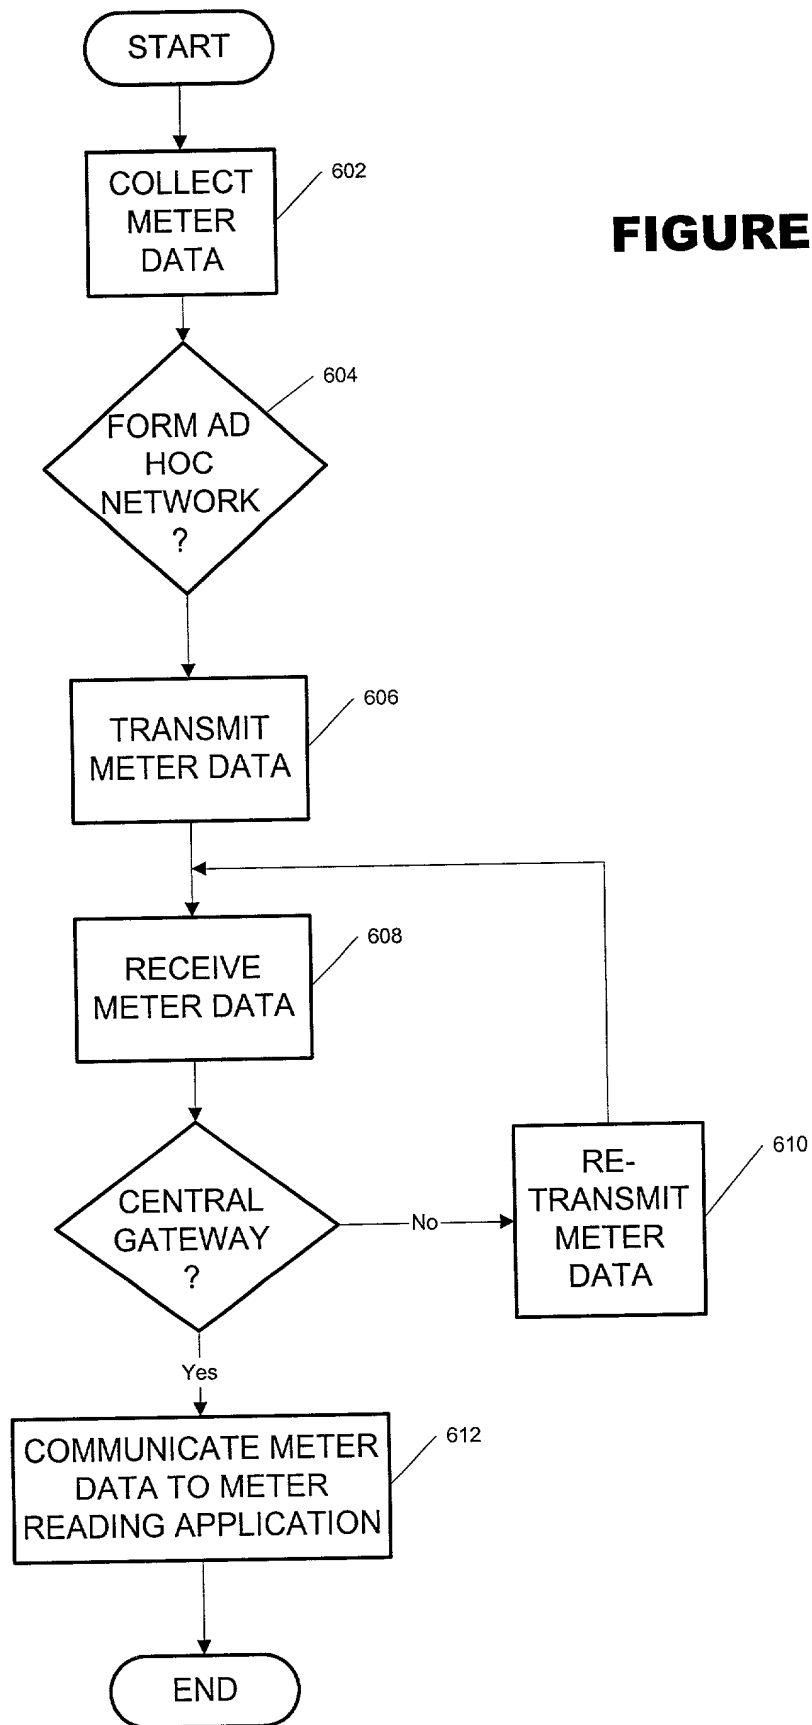 START
COLLECT
METER
DATA
602
FIGURE
FORM AD
HOC
NETWORK
?
604
TRANSMIT
METER DATA
606
RECEIVE
METER DATA
608
CENTRAL
GATEWAY
?
No
RE-
TRANSMIT
METER
DATA
610
Yes
COMMUNICATE METER
DATA TO METER
READING APPLICATION
612
END